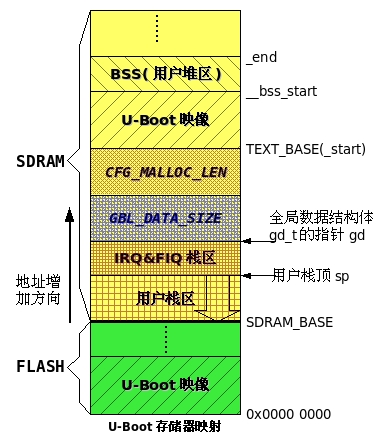 _end
BSS(用户堆区)
__bss_start
U-Boot 映像
TEXT_BASE(_start)
SDRAM
CFG_MALLOC_LEN
GBL_DATA_SIZE
全局数据结构体
gd_t的指针 gd
IRQ&FIQ 栈区
用户栈顶 sp
地址增
加方向
用户栈区
SDRAM_BASE
FLASH
U-Boot 映像
0x0000 0000
U-Boot 存储器映射